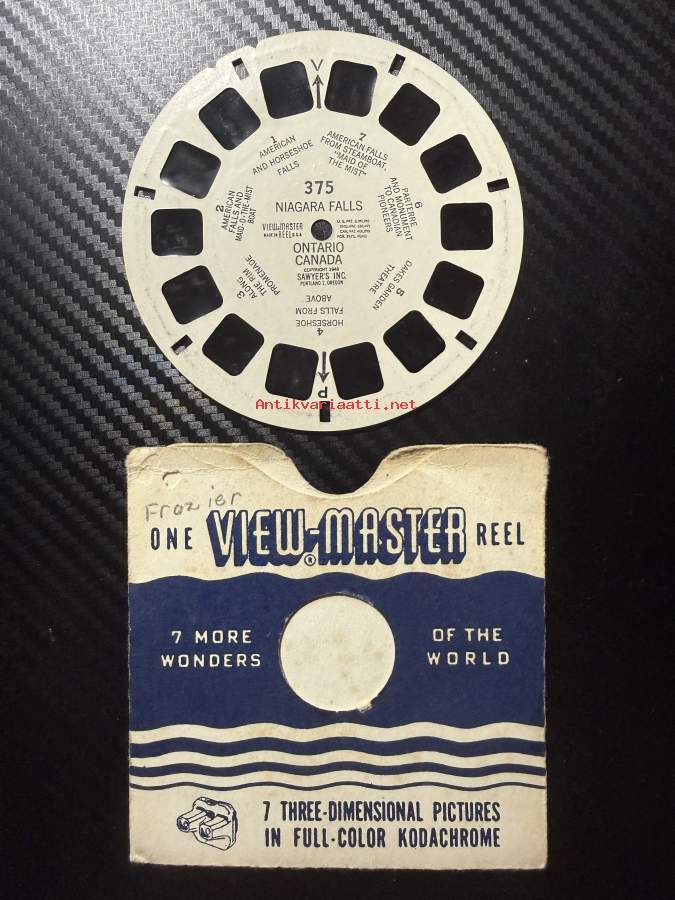 V
1
AMERICAN
AND HORSESHOE
FALLS
7
AMERICAN FALLS
FROM STEAMBOAT,
"MAID OF
THE MIST"
2
AMERICAN
FALLS AND
MAID-O-THE-MIST
BOAT
6
PARTERRE
AND MONUMENT
TO CANADIAN
PIONEERS
375
NIAGARA FALLS
VIEW-MASTER
MADE IN REEL U.S.A.
ONTARIO
CANADA
COPYRIGHT
SAWYER'S INC.
PORTLAND 1, OREGON
3
ALONG
THE RIM
PROMENADE
5
OAKES GARDEN
THEATRE
4
HORSESHOE
FALLS FROM
ABOVE
P
Antikvariaatti.net
Frazier
ONE VIEW-MASTER® REEL
7 MORE WONDERS
OF THE WORLD
7 THREE-DIMENSIONAL PICTURES
IN FULL-COLOR KODACHROME